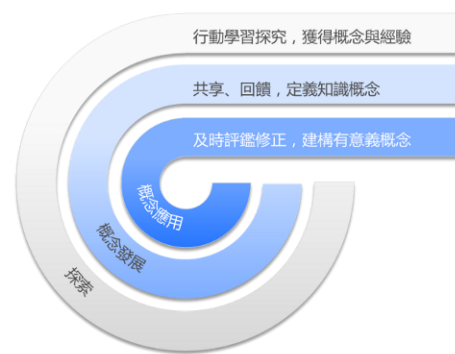 行動學習探究，獲得概念與經驗
共享、回饋，定義知識概念
及時評鑑修正，建構有意義概念
概念應用
概念發展
探索